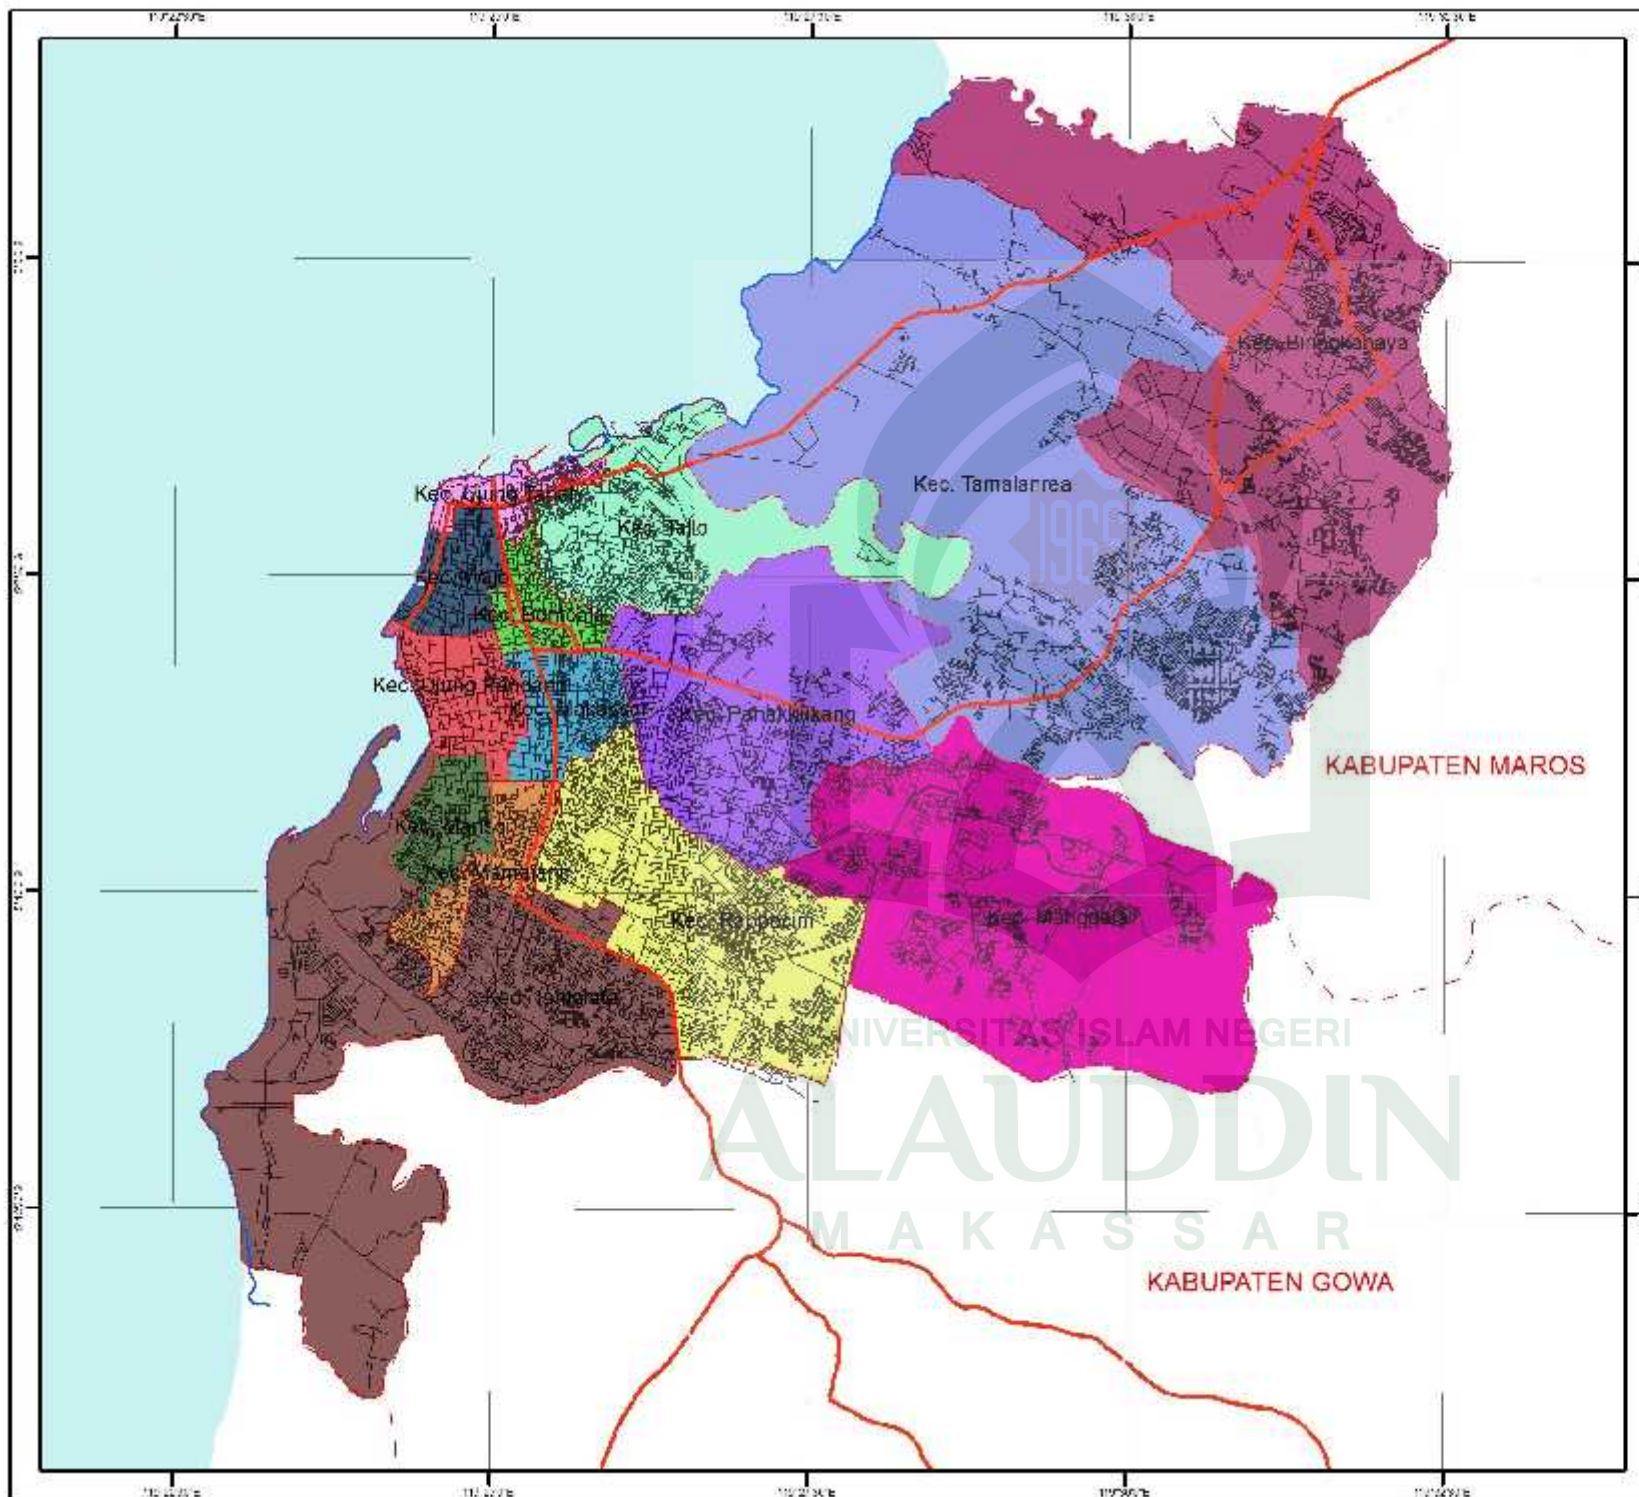 Kec. Biringkanaya
Kec. Tamalanrea
Kec. Ujung Tanah
Kec. Tallo
1965
Kec. Wajo
Kec. Bontoala
Kec. Ujung Pandang
Kec. Makassar
Kec. Panakkukang
KABUPATEN MAROS
Kec. Mariso
Kec. Mamajang
Kec. Rappocini
Kec. Manggala
Kec. Tamalate
UNIVERSITAS ISLAM NEGERI
ALAUDDIN
MAKASSAR
KABUPATEN GOWA